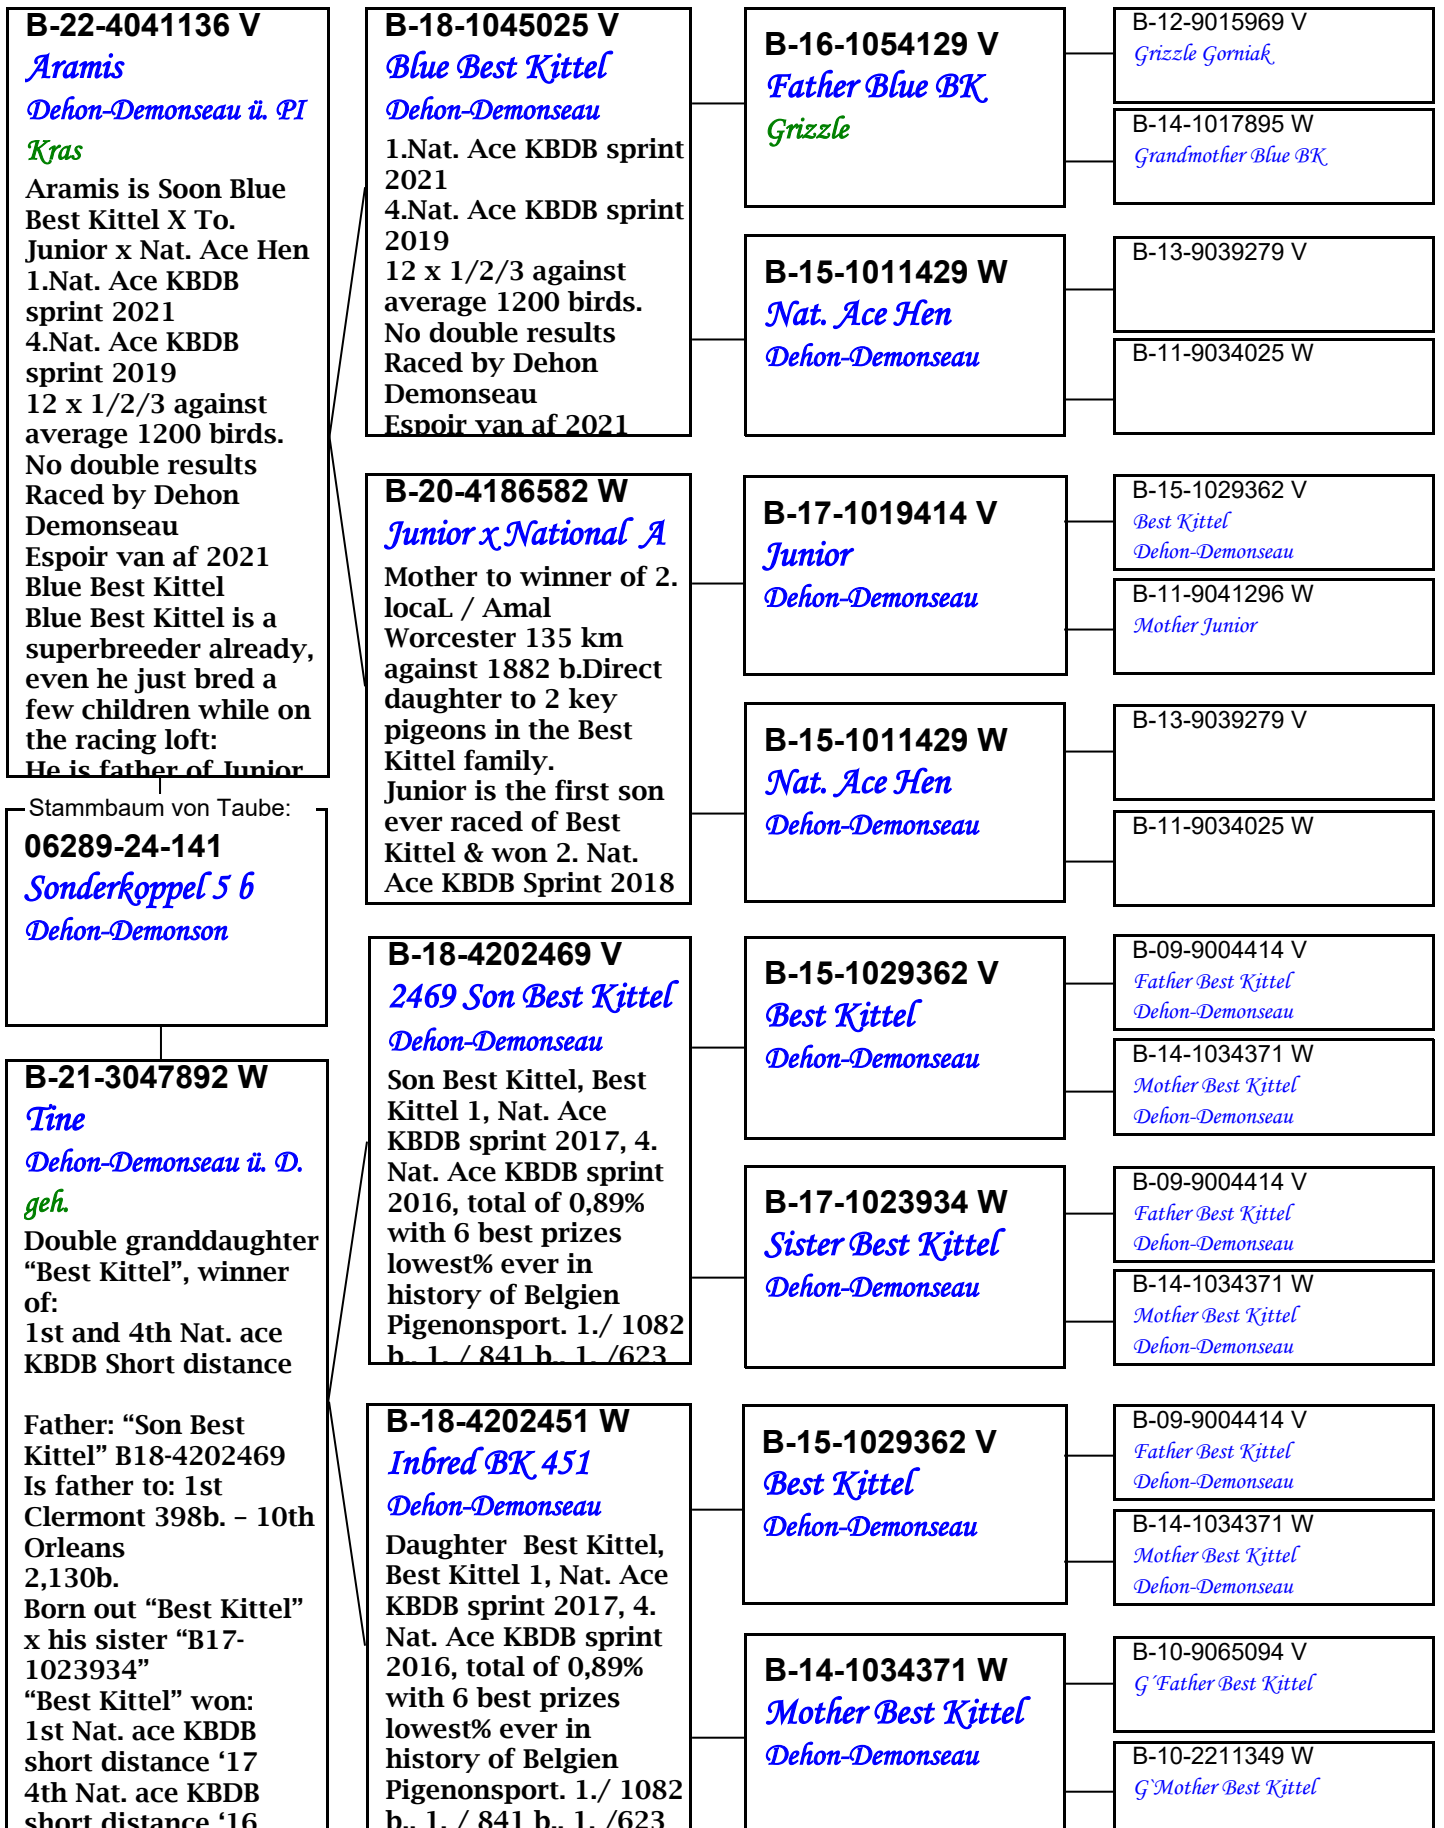 B-22-4041136 V
Aramis
Dehon-Demonseau ü. PI
Kras
Aramis is Soon Blue
Best Kittel X To.
Junior x Nat. Ace Hen
1.Nat. Ace KBDB
sprint 2021
4.Nat. Ace KBDB
sprint 2019
12 x 1/2/3 against
average 1200 birds.
No double results
Raced by Dehon
Demonseau
Espoir van af 2021
Blue Best Kittel
Blue Best Kittel is a
superbreeder already,
even he just bred a
few children while on
the racing loft:
He is father of Junior
Stammbaum von Taube:
06289-24-141
Sonderkoppel 5 b
Dehon-Demonson
B-21-3047892 W
Tine
Dehon-Demonseau ü. D.
geh.
Double granddaughter
“Best Kittel”, winner
of:
1st and 4th Nat. ace
KBDB Short distance
Father: “Son Best
Kittel” B18-4202469
Is father to: 1st
Clermont 398b. – 10th
Orleans
2,130b.
Born out “Best Kittel”
x his sister “B17-
1023934”
“Best Kittel” won:
1st Nat. ace KBDB
short distance ‘17
4th Nat. ace KBDB
short distance ‘16
B-18-1045025 V
Blue Best Kittel
Dehon-Demonseau
1.Nat. Ace KBDB sprint
2021
4.Nat. Ace KBDB sprint
2019
12 x 1/2/3 against
average 1200 birds.
No double results
Raced by Dehon
Demonseau
Espoir van af 2021
B-20-4186582 W
Junior x National A
Mother to winner of 2.
locaL / Amal
Worcester 135 km
against 1882 b.Direct
daughter to 2 key
pigeons in the Best
Kittel family.
Junior is the first son
ever raced of Best
Kittel & won 2. Nat.
Ace KBDB Sprint 2018
B-18-4202469 V
2469 Son Best Kittel
Dehon-Demonseau
Son Best Kittel, Best
Kittel 1, Nat. Ace
KBDB sprint 2017, 4.
Nat. Ace KBDB sprint
2016, total of 0,89%
with 6 best prizes
lowest% ever in
history of Belgien
Pigenonsport. 1./ 1082
b., 1. / 841 b., 1. /623
B-18-4202451 W
Inbred BK 451
Dehon-Demonseau
Daughter Best Kittel,
Best Kittel 1, Nat. Ace
KBDB sprint 2017, 4.
Nat. Ace KBDB sprint
2016, total of 0,89%
with 6 best prizes
lowest% ever in
history of Belgien
Pigenonsport. 1./ 1082
b., 1. / 841 b., 1. /623
B-16-1054129 V
Father Blue BK
Grizzle
B-15-1011429 W
Nat. Ace Hen
Dehon-Demonseau
B-17-1019414 V
Junior
Dehon-Demonseau
B-15-1011429 W
Nat. Ace Hen
Dehon-Demonseau
B-15-1029362 V
Best Kittel
Dehon-Demonseau
B-17-1023934 W
Sister Best Kittel
Dehon-Demonseau
B-15-1029362 V
Best Kittel
Dehon-Demonseau
B-14-1034371 W
Mother Best Kittel
Dehon-Demonseau
B-12-9015969 V
Grizzle Gorniak
B-14-1017895 W
Grandmother Blue BK
B-13-9039279 V
B-11-9034025 W
B-15-1029362 V
Best Kittel
Dehon-Demonseau
B-11-9041296 W
Mother Junior
B-13-9039279 V
B-11-9034025 W
B-09-9004414 V
Father Best Kittel
Dehon-Demonseau
B-14-1034371 W
Mother Best Kittel
Dehon-Demonseau
B-09-9004414 V
Father Best Kittel
Dehon-Demonseau
B-14-1034371 W
Mother Best Kittel
Dehon-Demonseau
B-09-9004414 V
Father Best Kittel
Dehon-Demonseau
B-14-1034371 W
Mother Best Kittel
Dehon-Demonseau
B-10-9065094 V
G´Father Best Kittel
B-10-2211349 W
G`Mother Best Kittel